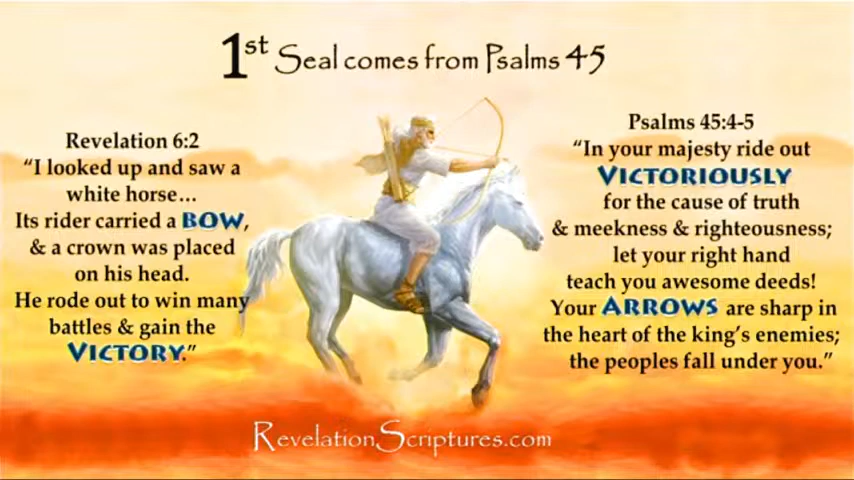 1st Seal comes from Psalms 45
Revelation 6:2
“I looked up and saw a
white horse…
Its rider carried a BOW,
& a crown was placed
on his head.
He rode out to win many
battles & gain the
VICTORY.”
Psalms 45:4-5
“In your majesty ride out
VICTORIOUSLY
for the cause of truth
& meekness & righteousness;
let your right hand
teach you awesome deeds!
Your ARROWS are sharp in
the heart of the king’s enemies;
the peoples fall under you.”
RevelationScriptures.com